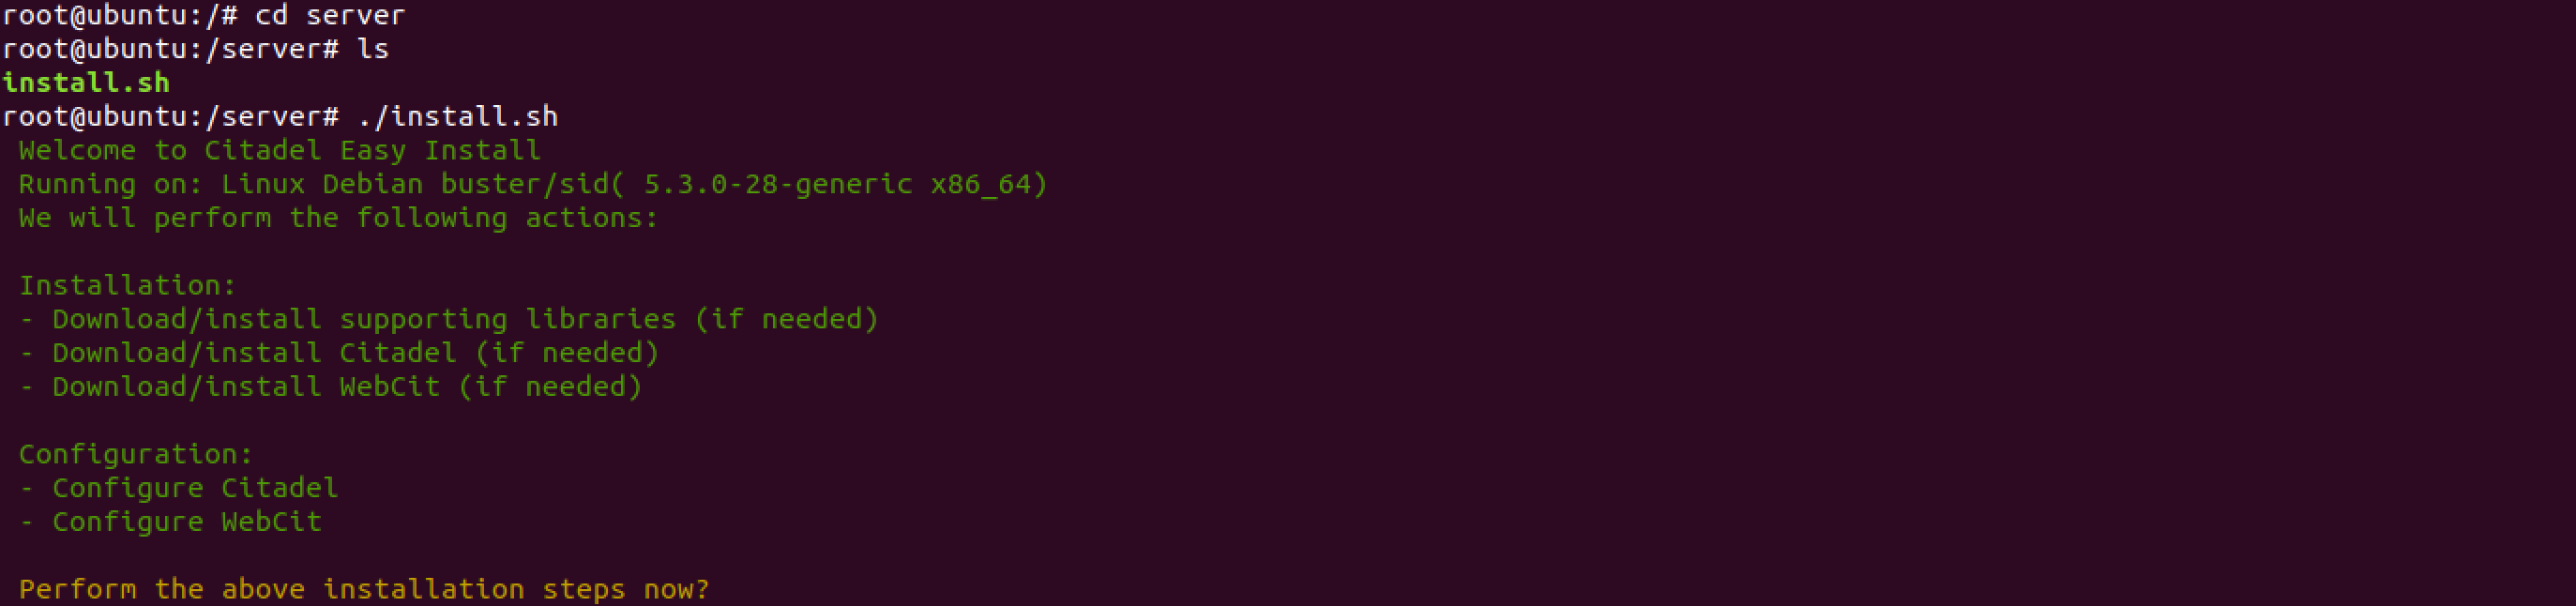 root@ubuntu:/# cd server
root@ubuntu:/server# ls
install.sh
root@ubuntu:/server# ./install.sh
Welcome to Citadel Easy Install
Running on: Linux Debian buster/sid( 5.3.0-28-generic x86_64)
We will perform the following actions:
Installation:
- Download/install supporting libraries (if needed)
- Download/install Citadel (if needed)
- Download/install WebCit (if needed)
Configuration:
- Configure Citadel
- Configure WebCit
Perform the above installation steps now?